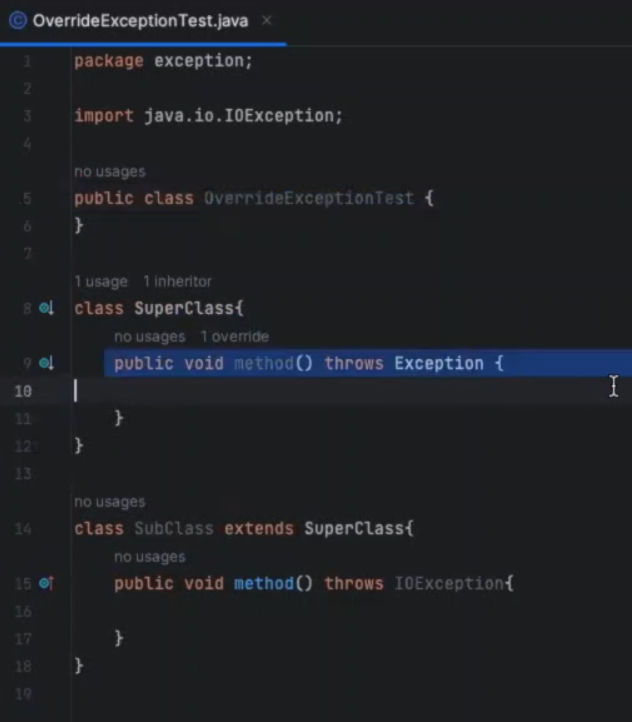 OverrideExceptionTest.java
1 package exception;
2
3 import java.io.IOException;
4
no usages
5 public class OverrideExceptionTest {
6 }
7
1 usage 1 inheritor
8 class SuperClass{
no usages 1 override
9 public void method() throws Exception {
10
11 }
12 }
13
no usages
14 class SubClass extends SuperClass{
no usages
15 public void method() throws IOException{
16
17 }
18 }
19